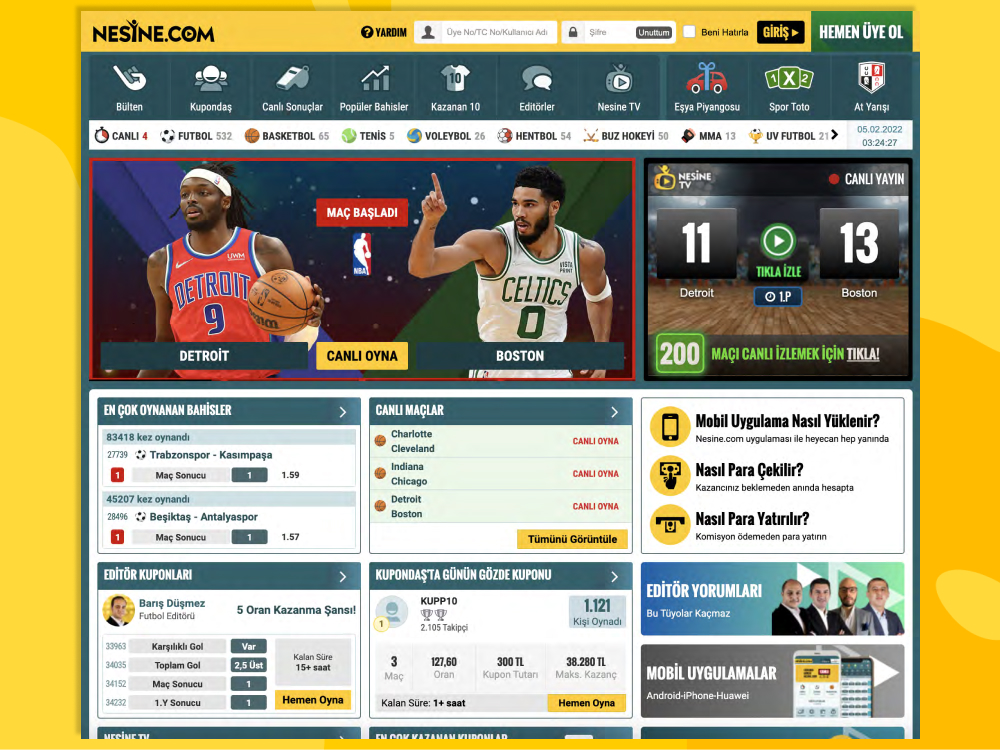 NESİNE.COM
? YARDIM
Üye No/TC No/Kullanıcı Adı
Şifre
Unuttum
Beni Hatırla
GİRİŞ
HEMEN ÜYE OL
Bülten
Kupondaş
Canlı Sonuçlar
Popüler Bahisler
10
Kazanan 10
Editörler
Nesine TV
Eşya Piyangosu
1X2
Spor Toto
At Yarışı
CANLI 4
FUTBOL 532
BASKETBOL 65
TENİS 5
VOLEYBOL 26
HENTBOL 54
BUZ HOKEYİ 50
MMA 13
UV FUTBOL 21
05.02.2022
03:24:27
MAÇ BAŞLADI
NBA
UWM
DETROIT
9
VISTA
PRINT
CELTICS
0
DETROİT
CANLI OYNA
BOSTON
NESİNE
TV
CANLI YAYIN
11
13
TIKLA İZLE
Detroit
1.P
Boston
200
MAÇI CANLI İZLEMEK İÇİN TIKLA!
EN ÇOK OYNANAN BAHİSLER
83418 kez oynandı
27739 Trabzonspor - Kasımpaşa
1 Maç Sonucu 1 1.59
45207 kez oynandı
28496 Beşiktaş - Antalyaspor
1 Maç Sonucu 1 1.57
CANLI MAÇLAR
Charlotte
Cleveland
CANLI OYNA
Indiana
Chicago
CANLI OYNA
Detroit
Boston
CANLI OYNA
Tümünü Görüntüle
Mobil Uygulama Nasıl Yüklenir?
Nesine.com uygulaması ile heyecan hep yanında
Nasıl Para Çekilir?
Kazancınız beklemeden anında hesapta
Nasıl Para Yatırılır?
Komisyon ödemeden para yatırın
EDİTÖR KUPONLARI
Barış Düşmez
Futbol Editörü
5 Oran Kazanma Şansı!
33963 Karşılıklı Gol Var
34035 Toplam Gol 2,5 Üst
34152 Maç Sonucu 1
34232 1.Y Sonucu 1
Kalan Süre
15+ saat
Hemen Oyna
KUPONDAŞ'TA GÜNÜN GÖZDE KUPONU
1
KUPP10
2.105 Takipçi
1.121
Kişi Oynadı
3
Maç
127,60
Oran
300 TL
Kupon Tutarı
38.280 TL
Maks. Kazanç
Kalan Süre: 1+ saat
Hemen Oyna
EDİTÖR YORUMLARI
Bu Tüyolar Kaçmaz
MOBİL UYGULAMALAR
Android-iPhone-Huawei
NESİNE TV
EN ÇOK KAZANAN KUPONLAR